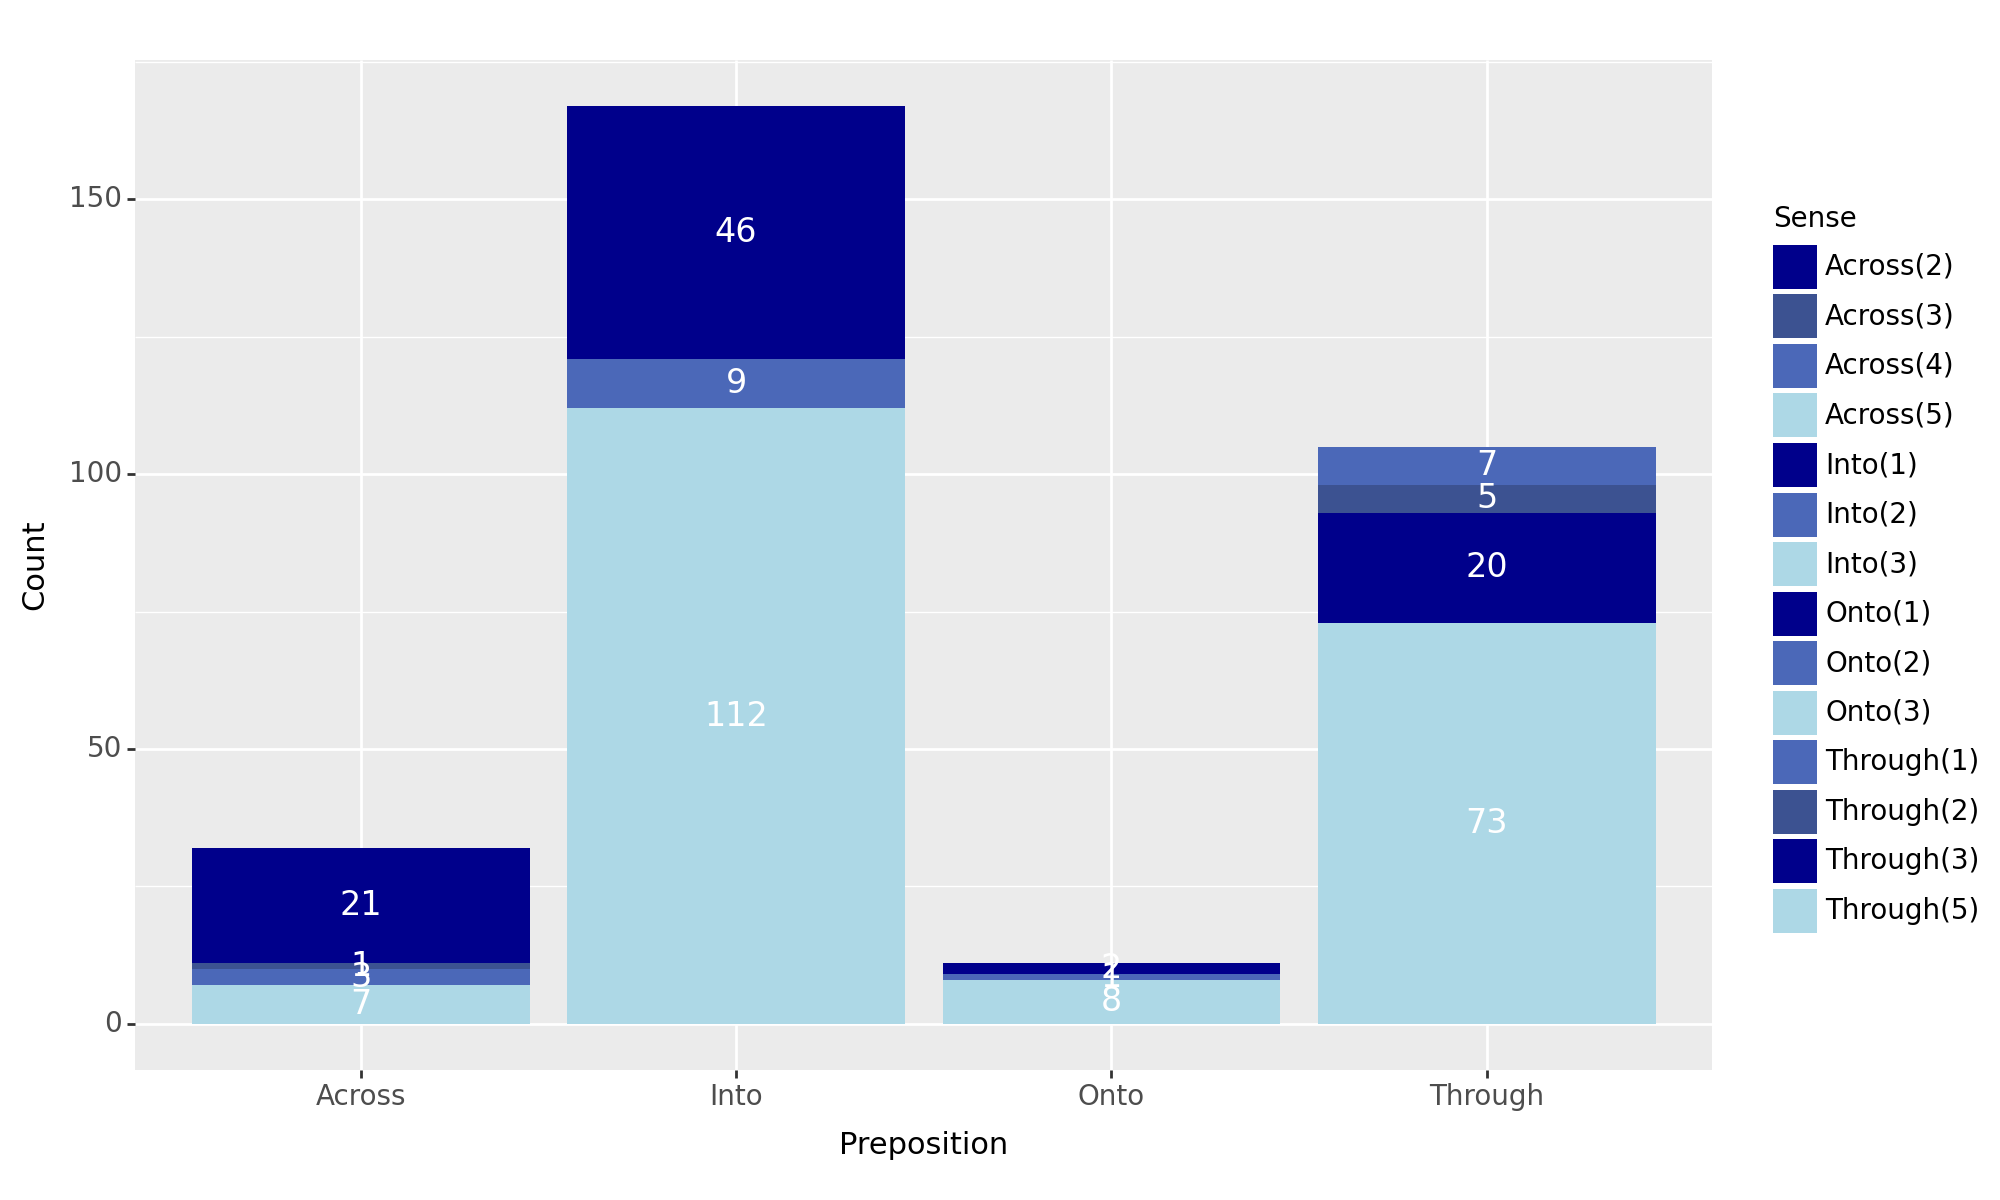 150
100
50
0
Count
46
9
112
21
1
3
7
2
1
8
7
5
20
73
Across
Into
Onto
Through
Preposition
Sense
Across(2)
Across(3)
Across(4)
Across(5)
Into(1)
Into(2)
Into(3)
Onto(1)
Onto(2)
Onto(3)
Through(1)
Through(2)
Through(3)
Through(5)